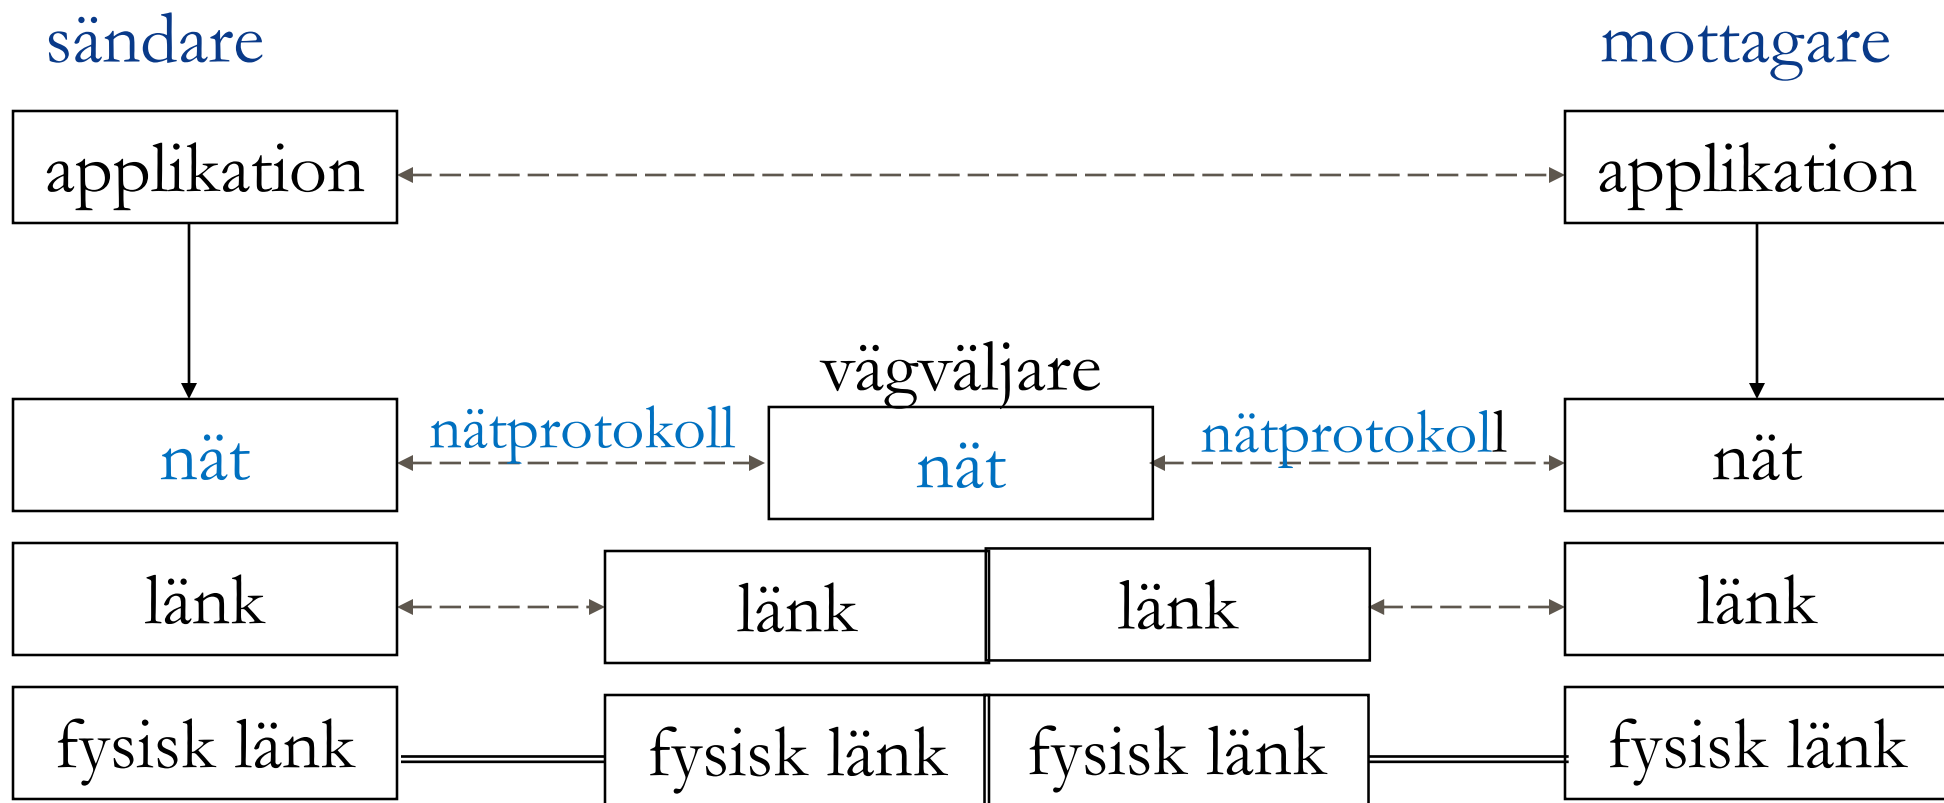 sändare
mottagare
applikation
applikation
vägväljare
nätprotokoll
nätprotokoll
nät
nät
nät
länk
länk
länk
länk
fysisk länk
fysisk länk
fysisk länk
fysisk länk